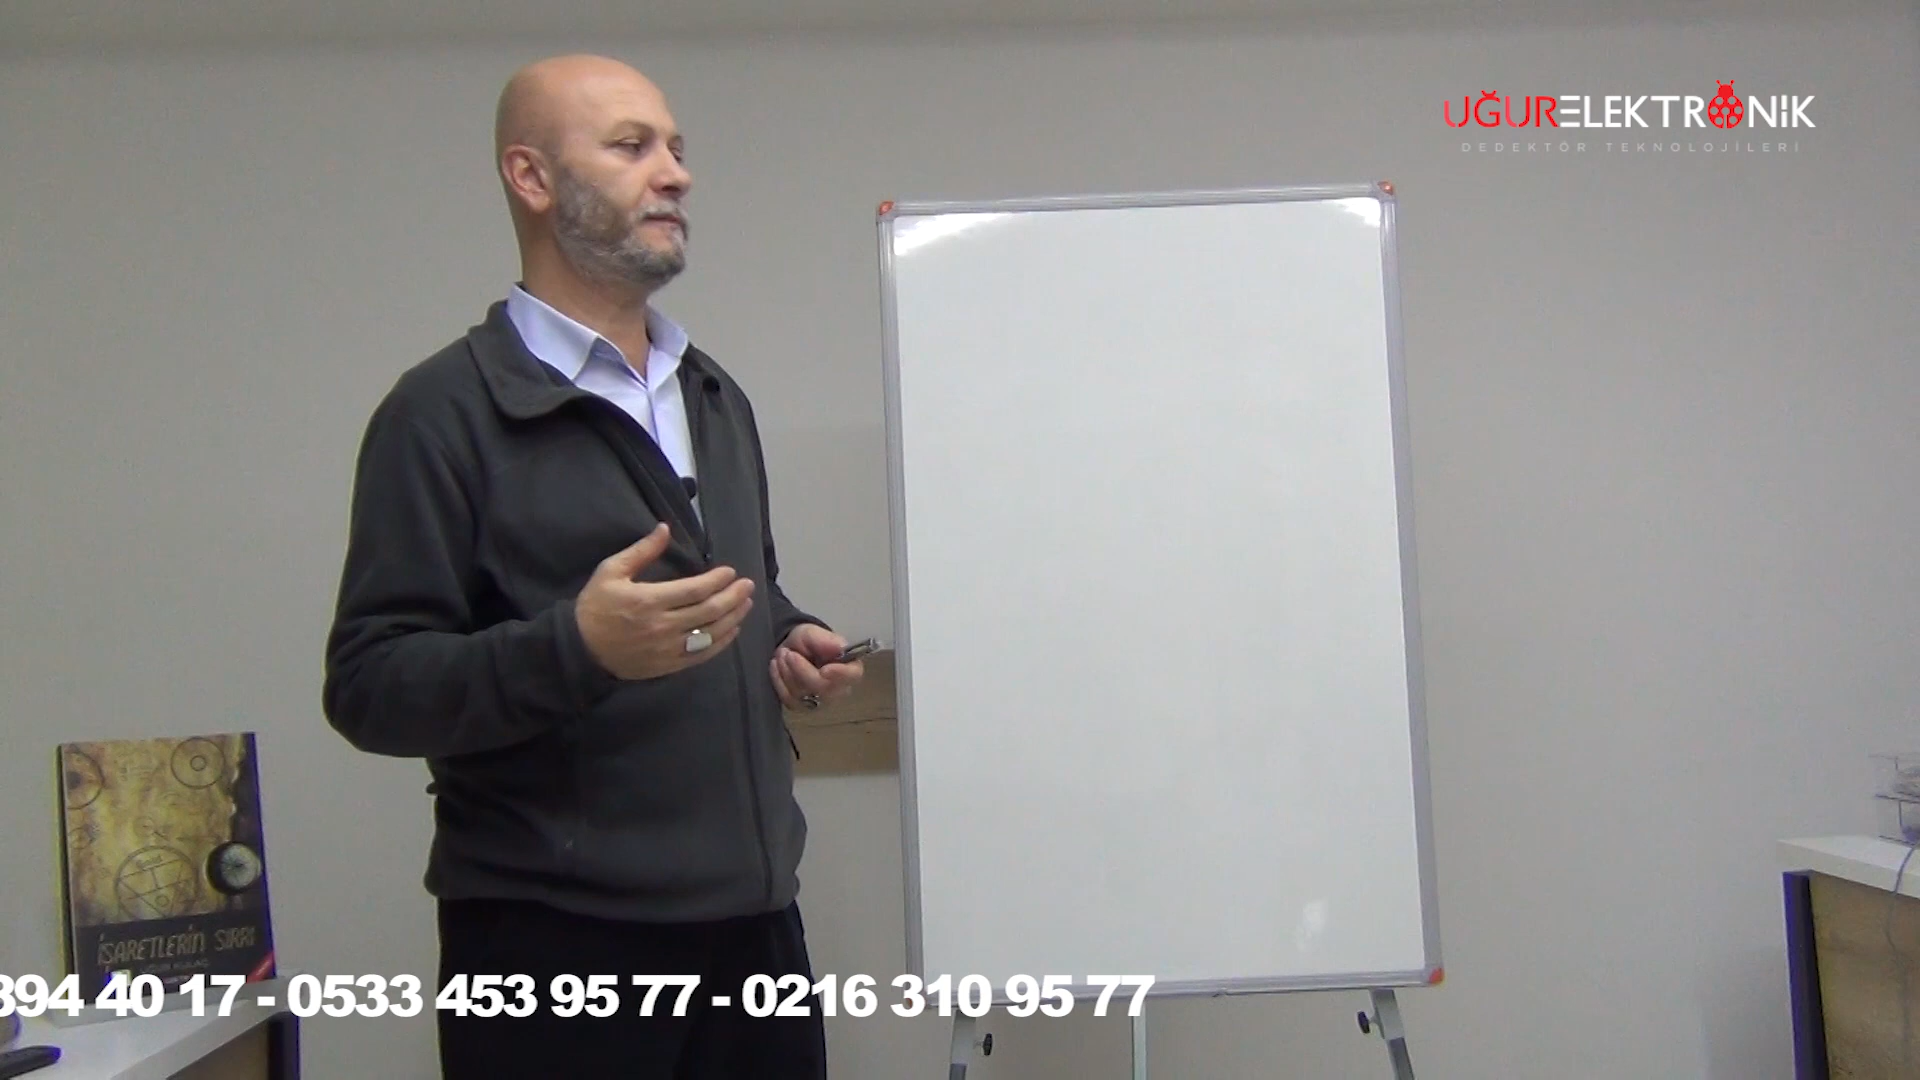 UĞURELEKTRONİK
DEDEKTÖR TEKNOLOJİLERİ
İŞARETLERİN SIRRI
394 40 17 - 0533 453 95 77 - 0216 310 95 77